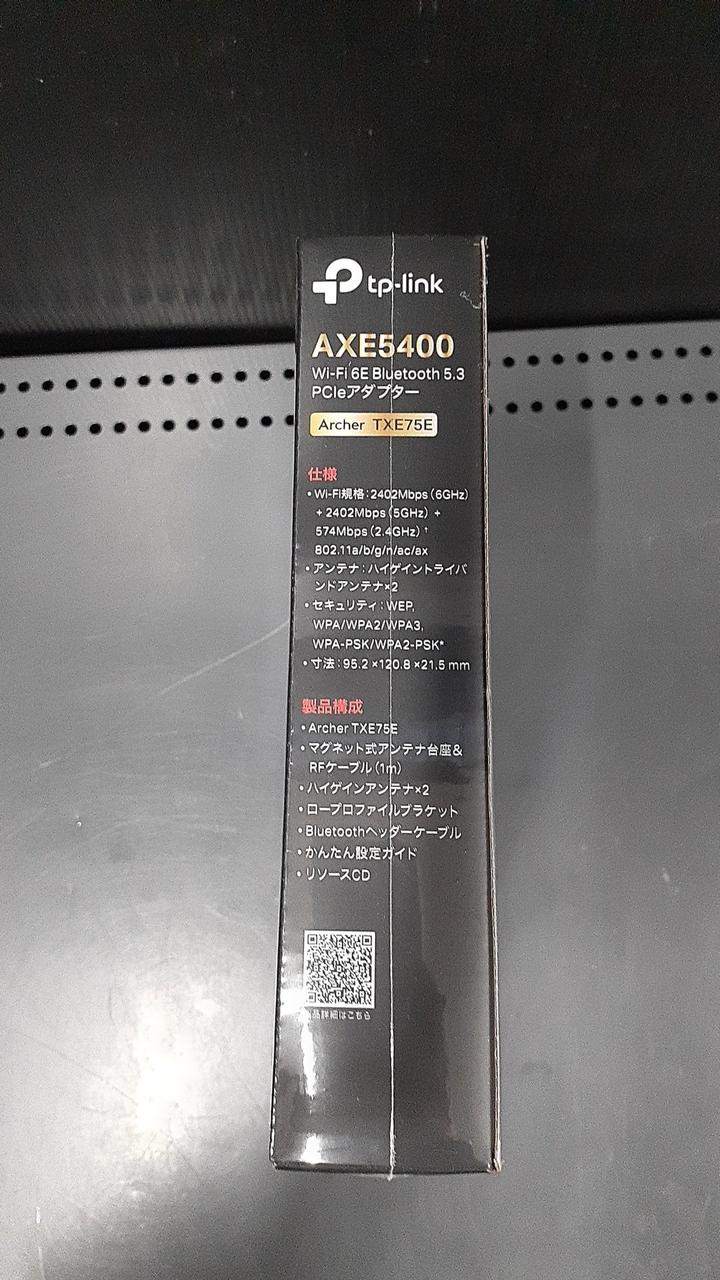 tp-link
AXE5400
Wi-Fi 6E Bluetooth 5.3
PCIeアダプター
Archer TXE75E
仕様
• Wi-Fi規格：2402Mbps（6GHz）
+ 2402Mbps（5GHz）+
574Mbps（2.4GHz）†
802.11a/b/g/n/ac/ax
• アンテナ：ハイゲイントライバ
ンドアンテナ×2
• セキュリティ：WEP,
WPA/WPA2/WPA3,
WPA-PSK/WPA2-PSK*
• 寸法：95.2 ×120.8 ×21.5 mm
製品構成
• Archer TXE75E
• マグネット式アンテナ台座＆
RFケーブル（1m）
• ハイゲインアンテナ×2
• ロープロファイルブラケット
• Bluetoothヘッダーケーブル
• かんたん設定ガイド
• リソースCD
品詳細はこちら